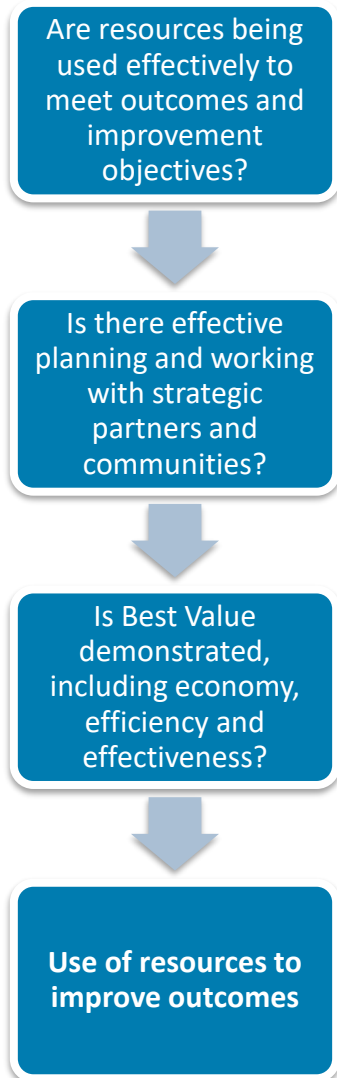 Are resources being
used effectively to
meet outcomes and
improvement
objectives?
Is there effective
planning and working
with strategic
partners and
communities?
Is Best Value
demonstrated,
including economy,
efficiency and
effectiveness?
Use of resources to
improve outcomes